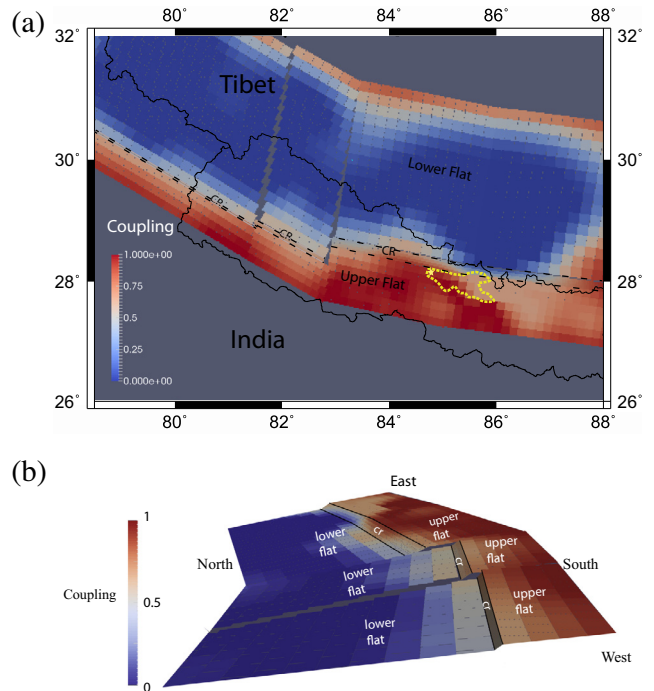 (a)
80 82 84 86 88
32° 32°
Tibet
30° 30°
Lower Flat
CR
Coupling
CR
CR
1.000e+00
28° 28°
Upper Flat
0.75
0.50
India
0.25
0.000e+00
26° 26°
80 82 84 86 88
(b)
East
1
upper
flat
lower
flat
cr
upper
flat
North
South
lower
flat
cr
Coupling
0.5
cr
upper
flat
lower
flat
West
0